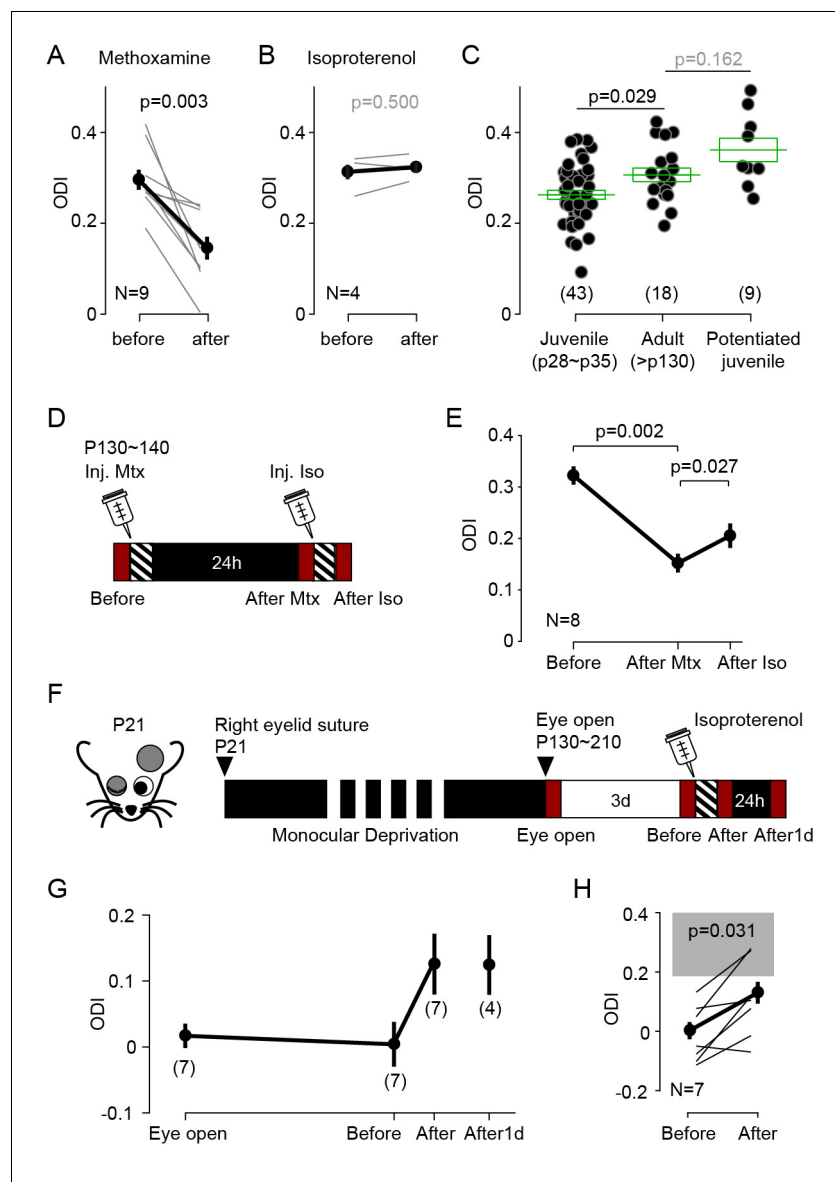 A Methoxamine
p=0.003
0.4
0.2
0
ODI
N=9
before after
B Isoproterenol
p=0.500
0.4
0.2
0
ODI
N=4
before after
C
p=0.162
p=0.029
0.4
0.2
0
ODI
(43) (18) (9)
Juvenile Adult Potentiated
(p28~p35) (>p130) juvenile
D
P130~140
Inj. Mtx Inj. Iso
24h
Before After Mtx After Iso
E
0.4
0.3
0.2
0.1
0
ODI
p=0.002
p=0.027
N=8
Before After Mtx After Iso
F
P21
Right eyelid suture
P21
Eye open
P130~210
Isoproterenol
3d 24h
Monocular Deprivation Eye open Before After After1d
G
0.2
0.1
0
-0.1
ODI
(7) (7) (7) (4)
Eye open Before After After1d
H
0.4
0.2
0
-0.2
ODI
p=0.031
N=7
Before After